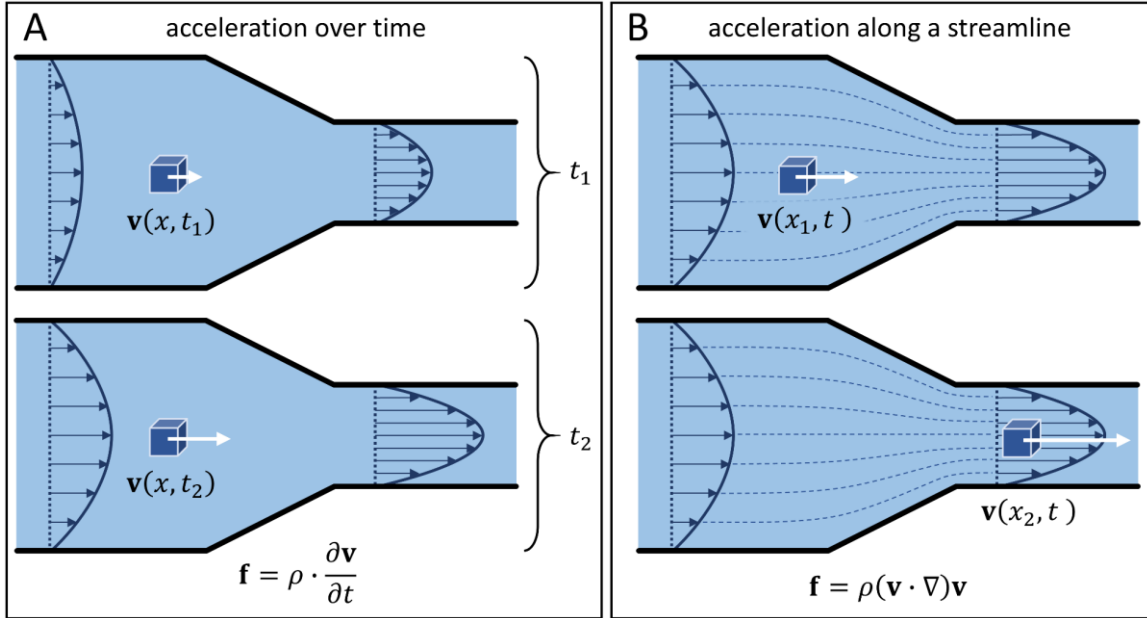 A
acceleration over time
t₁
𝐯(x, t₁)
t₂
𝐯(x, t₂)
𝐟 = ρ · ∂𝐯/∂t
B
acceleration along a streamline
𝐯(x₁, t )
𝐯(x₂, t )
𝐟 = ρ(𝐯 · ∇)𝐯